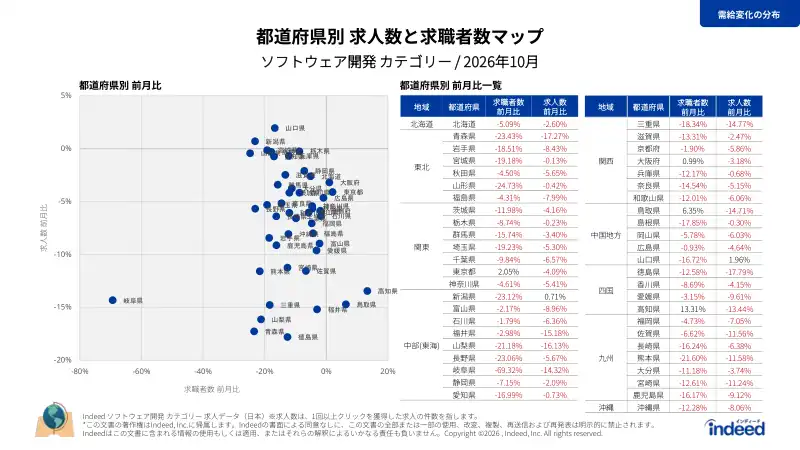 需給変化の分布
都道府県別 求人数と求職者数マップ
ソフトウェア開発 カテゴリー / 2026年10月
都道府県別 前月比
5%
0%
-5%
-10%
-15%
-20%
求人数 前月比
-80%
-60%
-40%
-20%
0%
20%
求職者数 前月比
山口県
新潟県
栃木県
兵庫県
静岡県
北海道
大阪府
東京都
広島県
石川県
福岡県
福島県
沖縄県
岩手県
富山県
鹿児島県
愛媛県
熊本県
宮崎県
佐賀県
高知県
岐阜県
三重県
鳥取県
福井県
山梨県
青森県
徳島県
都道府県別 前月比一覧
地域 都道府県 求職者数 前月比 求人数 前月比
北海道 北海道 -5.09% -2.60%
東北 青森県 -23.43% -17.27%
岩手県 -18.51% -8.43%
宮城県 -19.18% -0.13%
秋田県 -4.50% -5.65%
山形県 -24.73% -0.42%
福島県 -4.31% -7.99%
関東 茨城県 -11.98% -4.16%
栃木県 -8.74% -0.23%
群馬県 -15.74% -3.40%
埼玉県 -19.23% -5.30%
千葉県 -9.84% -6.57%
東京都 2.05% -4.09%
神奈川県 -4.61% -5.41%
中部(東海) 新潟県 -23.12% 0.71%
富山県 -2.17% -8.96%
石川県 -1.79% -6.36%
福井県 -2.98% -15.18%
山梨県 -21.18% -16.13%
長野県 -23.06% -5.67%
岐阜県 -69.32% -14.32%
静岡県 -7.15% -2.09%
愛知県 -16.99% -0.73%
地域 都道府県 求職者数 前月比 求人数 前月比
関西 三重県 -18.34% -14.77%
滋賀県 -13.31% -2.47%
京都府 -1.90% -5.86%
大阪府 0.99% -3.18%
兵庫県 -12.17% -0.68%
奈良県 -14.54% -5.15%
和歌山県 -12.01% -6.06%
中国地方 鳥取県 6.35% -14.71%
島根県 -17.85% -0.30%
岡山県 -5.78% -6.03%
広島県 -0.93% -4.64%
山口県 -16.72% 1.96%
四国 徳島県 -12.58% -17.79%
香川県 -8.69% -4.15%
愛媛県 -3.15% -9.61%
高知県 13.31% -13.44%
九州 福岡県 -4.73% -7.05%
佐賀県 -6.62% -11.56%
長崎県 -16.24% -6.38%
熊本県 -21.60% -11.58%
大分県 -11.18% -3.74%
宮崎県 -12.61% -11.24%
鹿児島県 -16.17% -9.12%
沖縄 沖縄県 -12.28% -8.06%
Indeed ソフトウェア開発 カテゴリー 求人データ（日本）※求人数は、1回以上クリックを獲得した求人の件数を指します。
*この文書の著作権はIndeed, Inc.に帰属します。Indeedの書面による同意なしに、この文書の全部または一部の使用、改変、複製、再送信および再発表は明示的に禁止されます。
Indeedはこの文書に含まれる情報の使用もしくは適用、またはそれらの解釈によるいかなる責任も負いません。Copyright ©2026 , Indeed, Inc. All rights reserved.
インディード
indeed